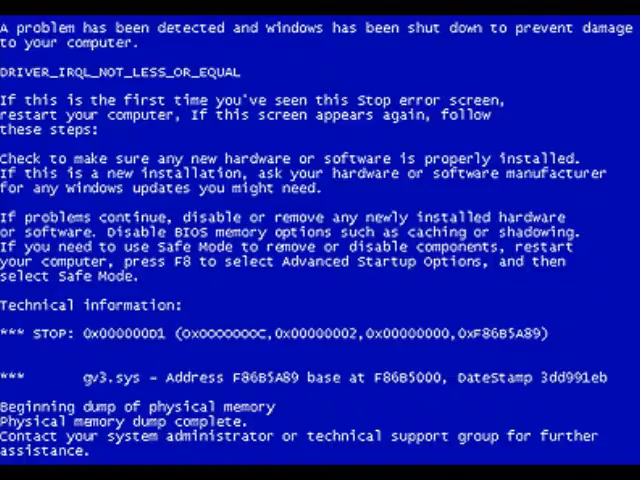 A problem has been detected and windows has been shut down to prevent damage
to your computer.
DRIVER_IRQL_NOT_LESS_OR_EQUAL
If this is the first time you've seen this Stop error screen,
restart your computer, If this screen appears again, follow
these steps:
Check to make sure any new hardware or software is properly installed.
If this is a new installation, ask your hardware or software manufacturer
for any windows updates you might need.
If problems continue, disable or remove any newly installed hardware
or software. Disable BIOS memory options such as caching or shadowing.
If you need to use Safe Mode to remove or disable components, restart
your computer, press F8 to select Advanced Startup Options, and then
select Safe Mode.
Technical information:
*** STOP: 0x000000D1 (0x0000000C,0x00000002,0x00000000,0xF86B5A89)
*** gv3.sys – Address F86B5A89 base at F86B5000, DateStamp 3dd991eb
Beginning dump of physical memory
Physical memory dump complete.
Contact your system administrator or technical support group for further
assistance.